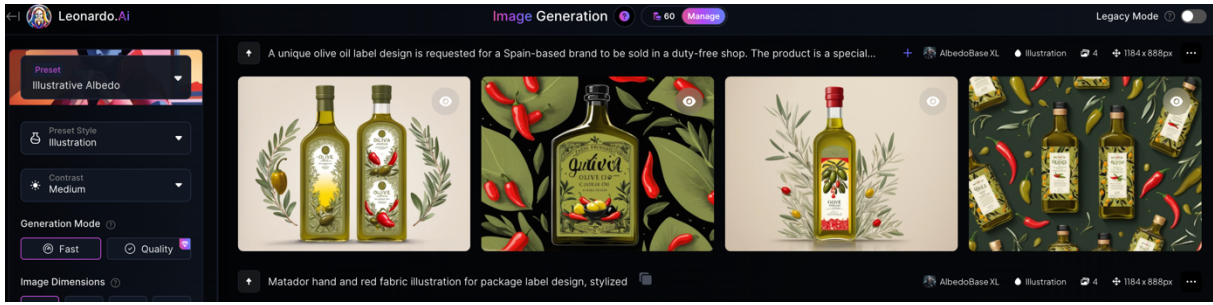 Leonardo.Ai
Image Generation
60
Manage
Legacy Mode
Preset
Illustrative Albedo
Preset Style
Illustration
Contrast
Medium
Generation Mode
Fast
Quality
Image Dimensions
A unique olive oil label design is requested for a Spain-based brand to be sold in a duty-free shop. The product is a special...
AlbedoBase XL
Illustration
4
1184 x 888px
OLIVE
OLIVA
OLIVE
Matador hand and red fabric illustration for package label design, stylized
AlbedoBase XL
Illustration
4
1184 x 888px